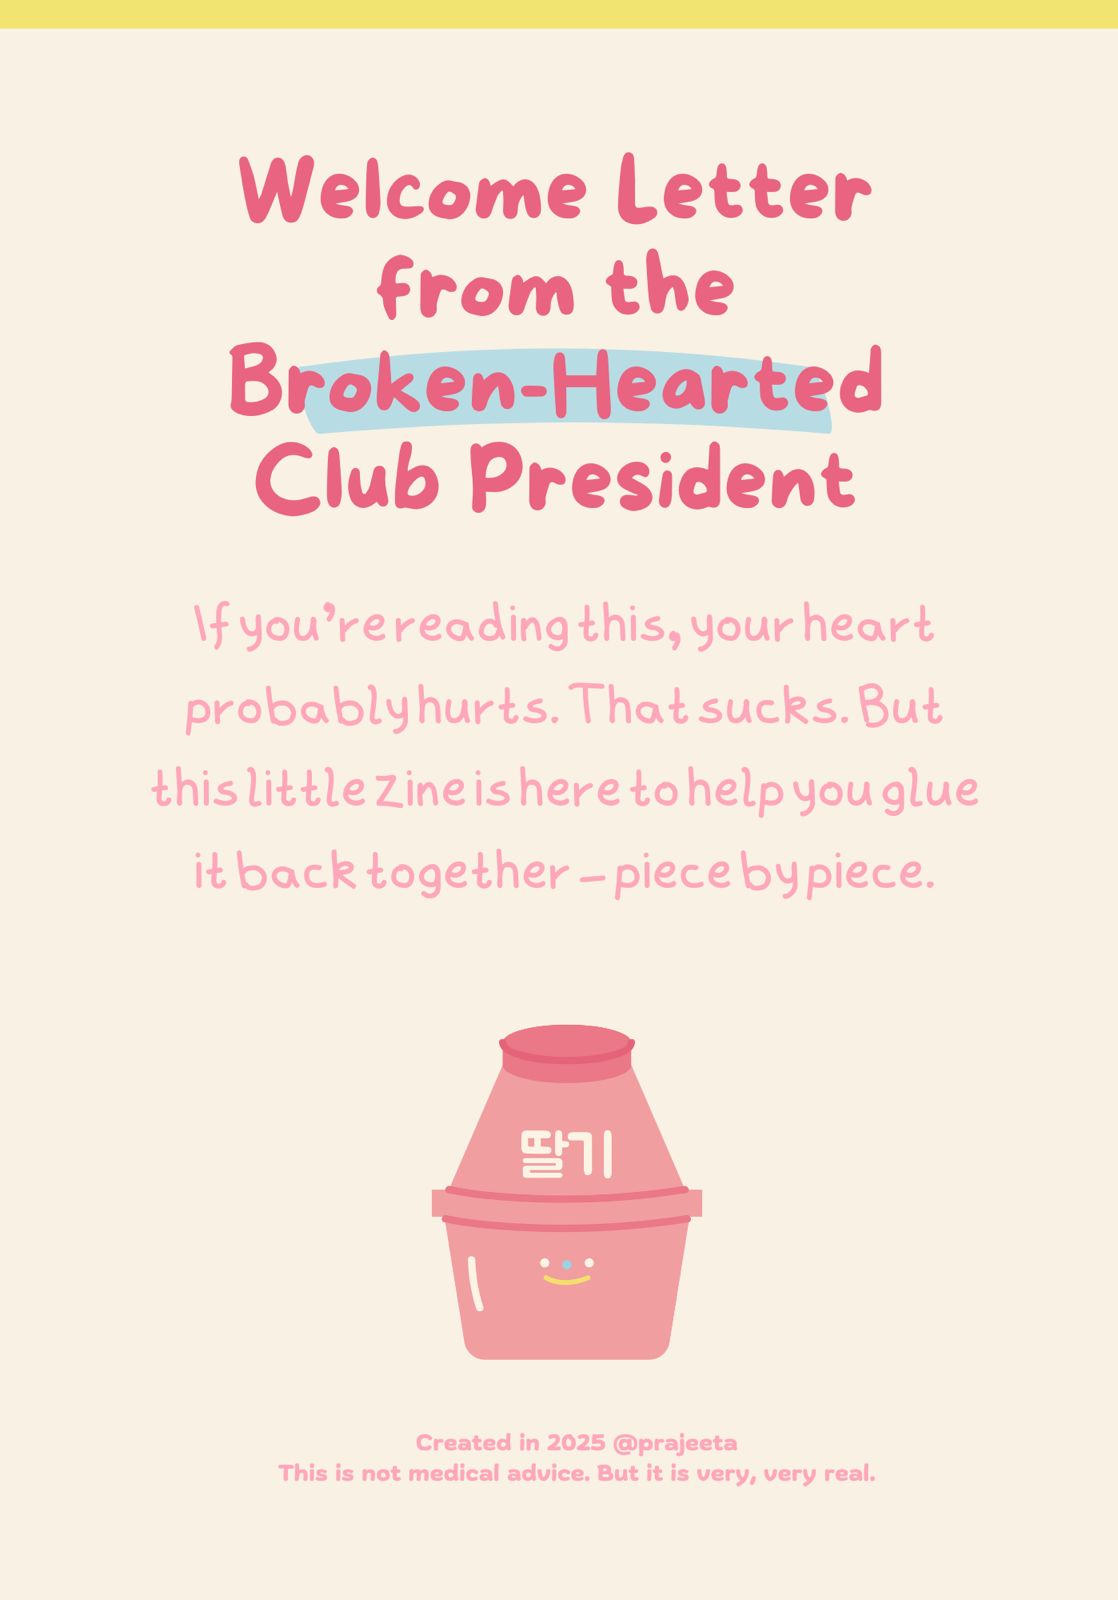 Welcome Letter
from the
Broken-Hearted
Club President
If you're reading this, your heart
probably hurts. That sucks. But
this little zine is here to help you glue
it back together – piece by piece.
딸기
Created in 2025 @prajeeta
This is not medical advice. But it is very, very real.